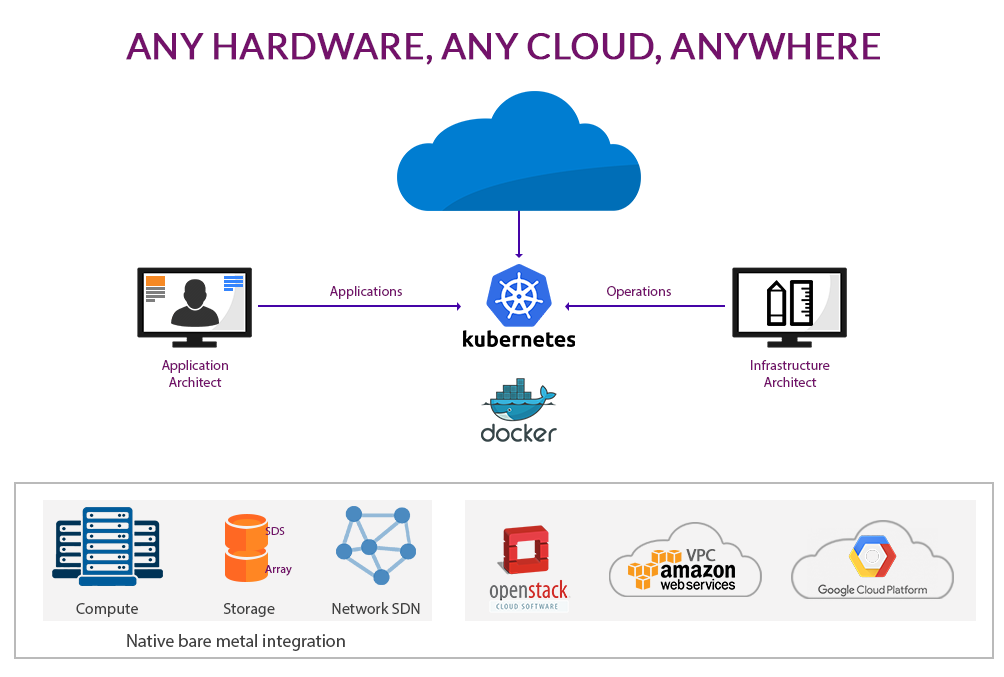 ANY HARDWARE, ANY CLOUD, ANYWHERE
Applications
Operations
kubernetes
Application
Architect
Infrastructure
Architect
docker
SDS
Array
Compute
Storage
Network SDN
Native bare metal integration
openstack
CLOUD SOFTWARE
VPC
amazon
web services
Google Cloud Platform